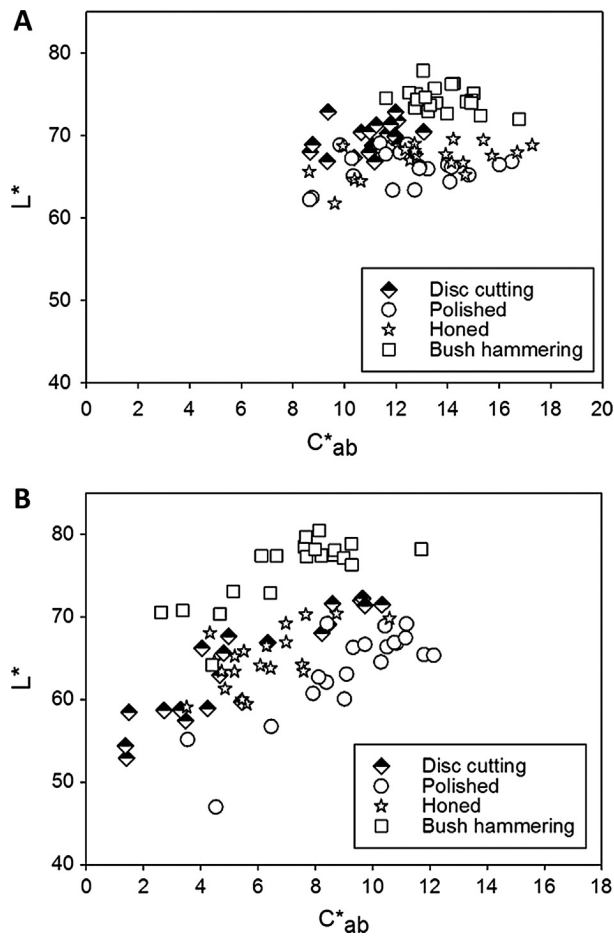 A
90
80
70
60
50
40
L*
Disc cutting
Polished
Honed
Bush hammering
0 2 4 6 8 10 12 14 16 18 20
C*ab
B
80
70
60
50
40
L*
Disc cutting
Polished
Honed
Bush hammering
0 2 4 6 8 10 12 14 16 18
C*ab